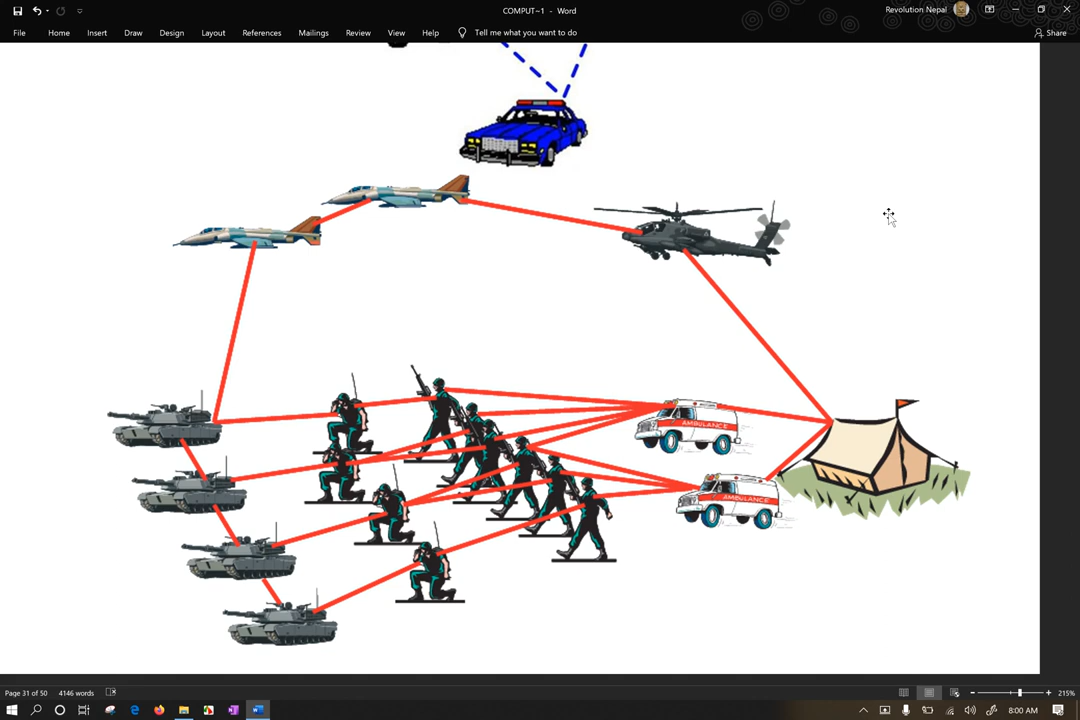 COMPUT~1 - Word
Revolution Nepal
File Home Insert Draw Design Layout References Mailings Review View Help Tell me what you want to do
Share
AMBULANCE
AMBULANCE
Page 31 of 50 4146 words
215%
8:00 AM